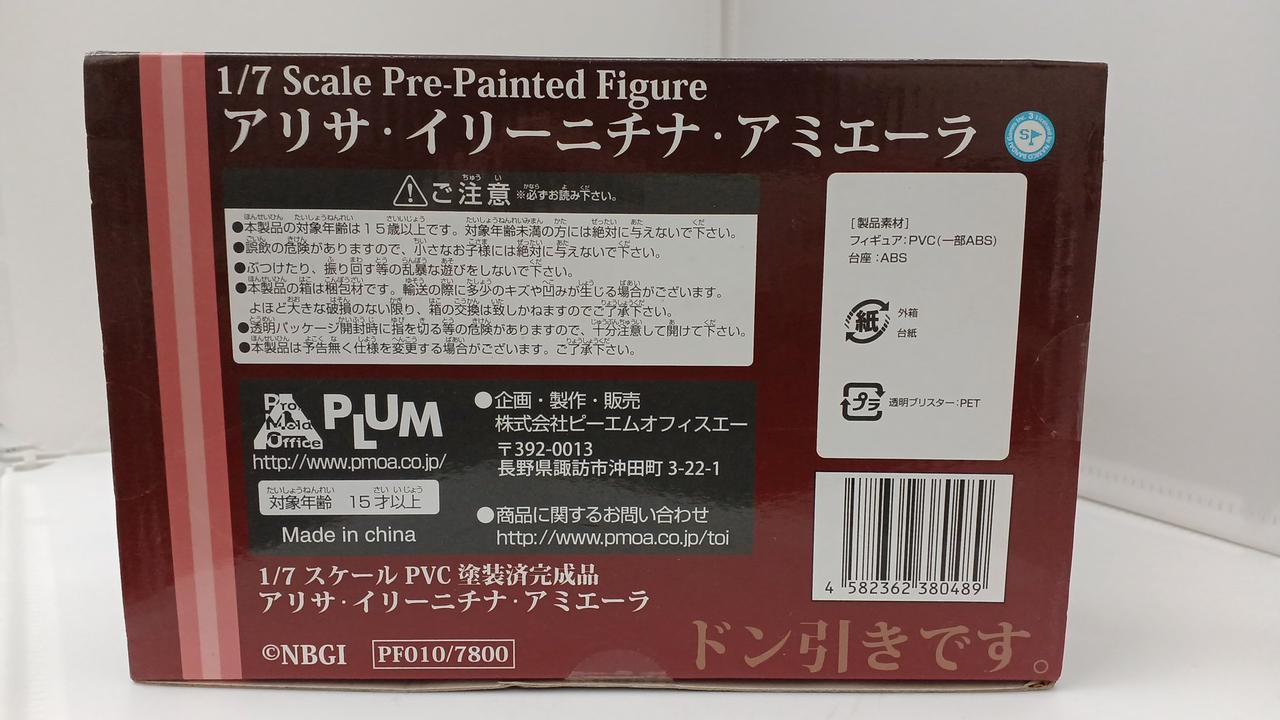 1/7 Scale Pre-Painted Figure
アリサ・イリーニチナ・アミエーラ
ご注意 ※必ずお読み下さい。
●本製品の対象年齢は15歳以上です。対象年齢未満の方には絶対に与えないで下さい。
●誤飲の危険がありますので、小さなお子様には絶対に与えないで下さい。
●ぶつけたり、振り回す等の乱暴な遊びをしないで下さい。
●本製品の箱は梱包材です。輸送の際に多少のキズや凹みが生じる場合がございます。
よほど大きな破損のない限り、箱の交換は致しかねますのでご了承下さい。
●透明パッケージ開封時に指を切る等の危険がありますので、十分注意して開けて下さい。
●本製品は予告無く仕様を変更する場合がございます。ご了承下さい。
[製品素材]
フィギュア:PVC(一部ABS)
台座:ABS
紙 外箱
台紙
プラ 透明ブリスター:PET
Pro
Mode
Office
PLUM
http://www.pmoa.co.jp/
対象年齢 15才以上
Made in china
●企画・製作・販売
株式会社ピーエムオフィスエー
〒392-0013
長野県諏訪市沖田町 3-22-1
●商品に関するお問い合わせ
http://www.pmoa.co.jp/toi
4 582362 380489
1/7 スケール PVC 塗装済完成品
アリサ・イリーニチナ・アミエーラ
©NBGI PF010/7800
ドン引きです。